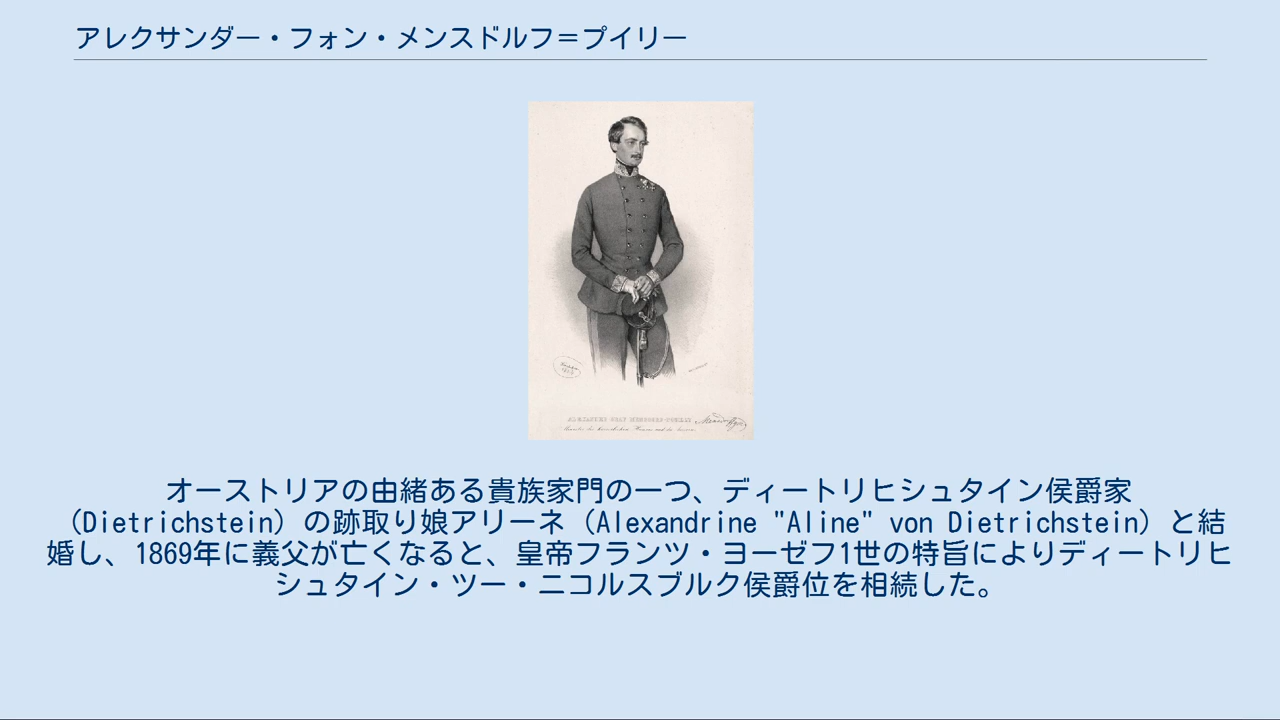 アレクサンダー・フォン・メンスドルフ＝プイリー
ALEXANDER GRAF MENSDORF-POUILLY
オーストリアの由緒ある貴族家門の一つ、ディートリヒシュタイン侯爵家
（Dietrichstein）の跡取り娘アリーネ（Alexandrine "Aline" von Dietrichstein）と結
婚し、1869年に義父が亡くなると、皇帝フランツ・ヨーゼフ1世の特旨によりディートリヒ
シュタイン・ツー・ニコルスブルク侯爵位を相続した。